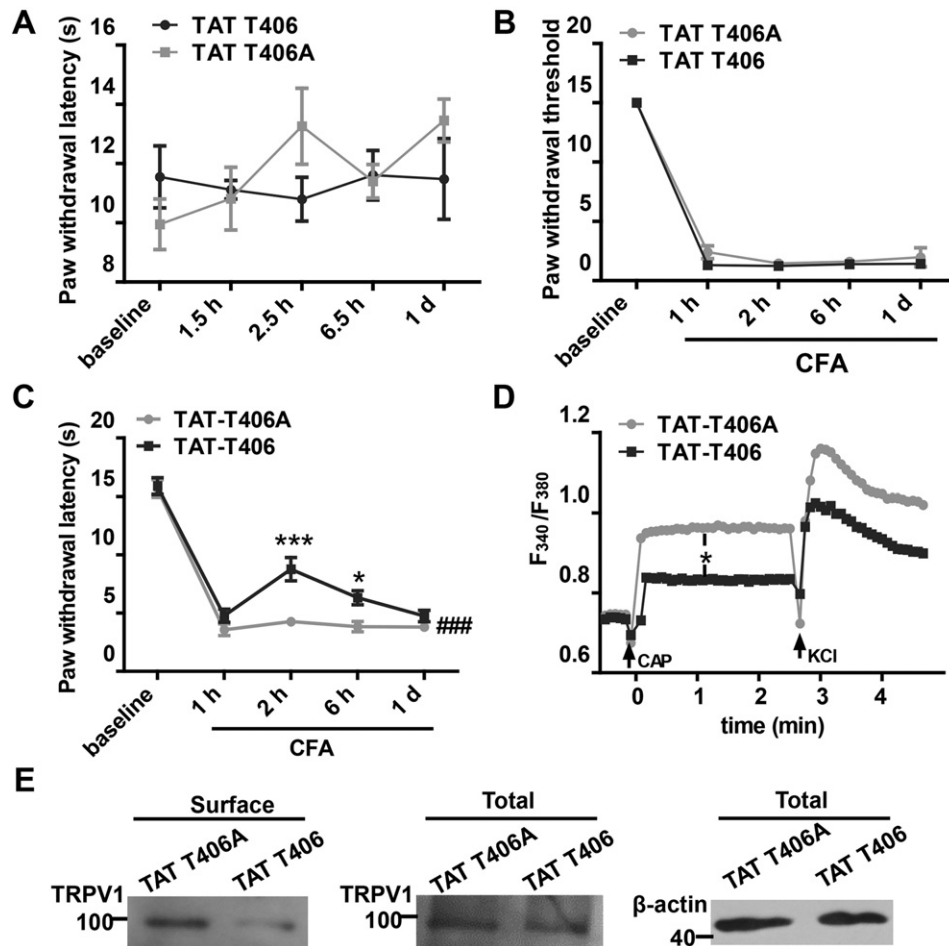 A
Paw withdrawal latency (s)
16
14
12
10
8
TAT T406
TAT T406A
baseline
1.5 h
2.5 h
6.5 h
1 d
B
Paw withdrawal threshold
20
15
10
5
0
TAT T406A
TAT T406
baseline
1 h
2 h
6 h
1 d
CFA
C
Paw withdrawal latency (s)
20
15
10
5
0
TAT-T406A
TAT-T406
***
*
###
baseline
1 h
2 h
6 h
1 d
CFA
D
F340/F380
1.2
1.0
0.8
0.6
TAT-T406A
TAT-T406
*
CAP
KCl
0
1
2
3
4
time (min)
E
Surface
TAT T406A
TAT T406
TRPV1
100
Total
TAT T406A
TAT T406
TRPV1
100
Total
TAT T406A
TAT T406
β-actin
40